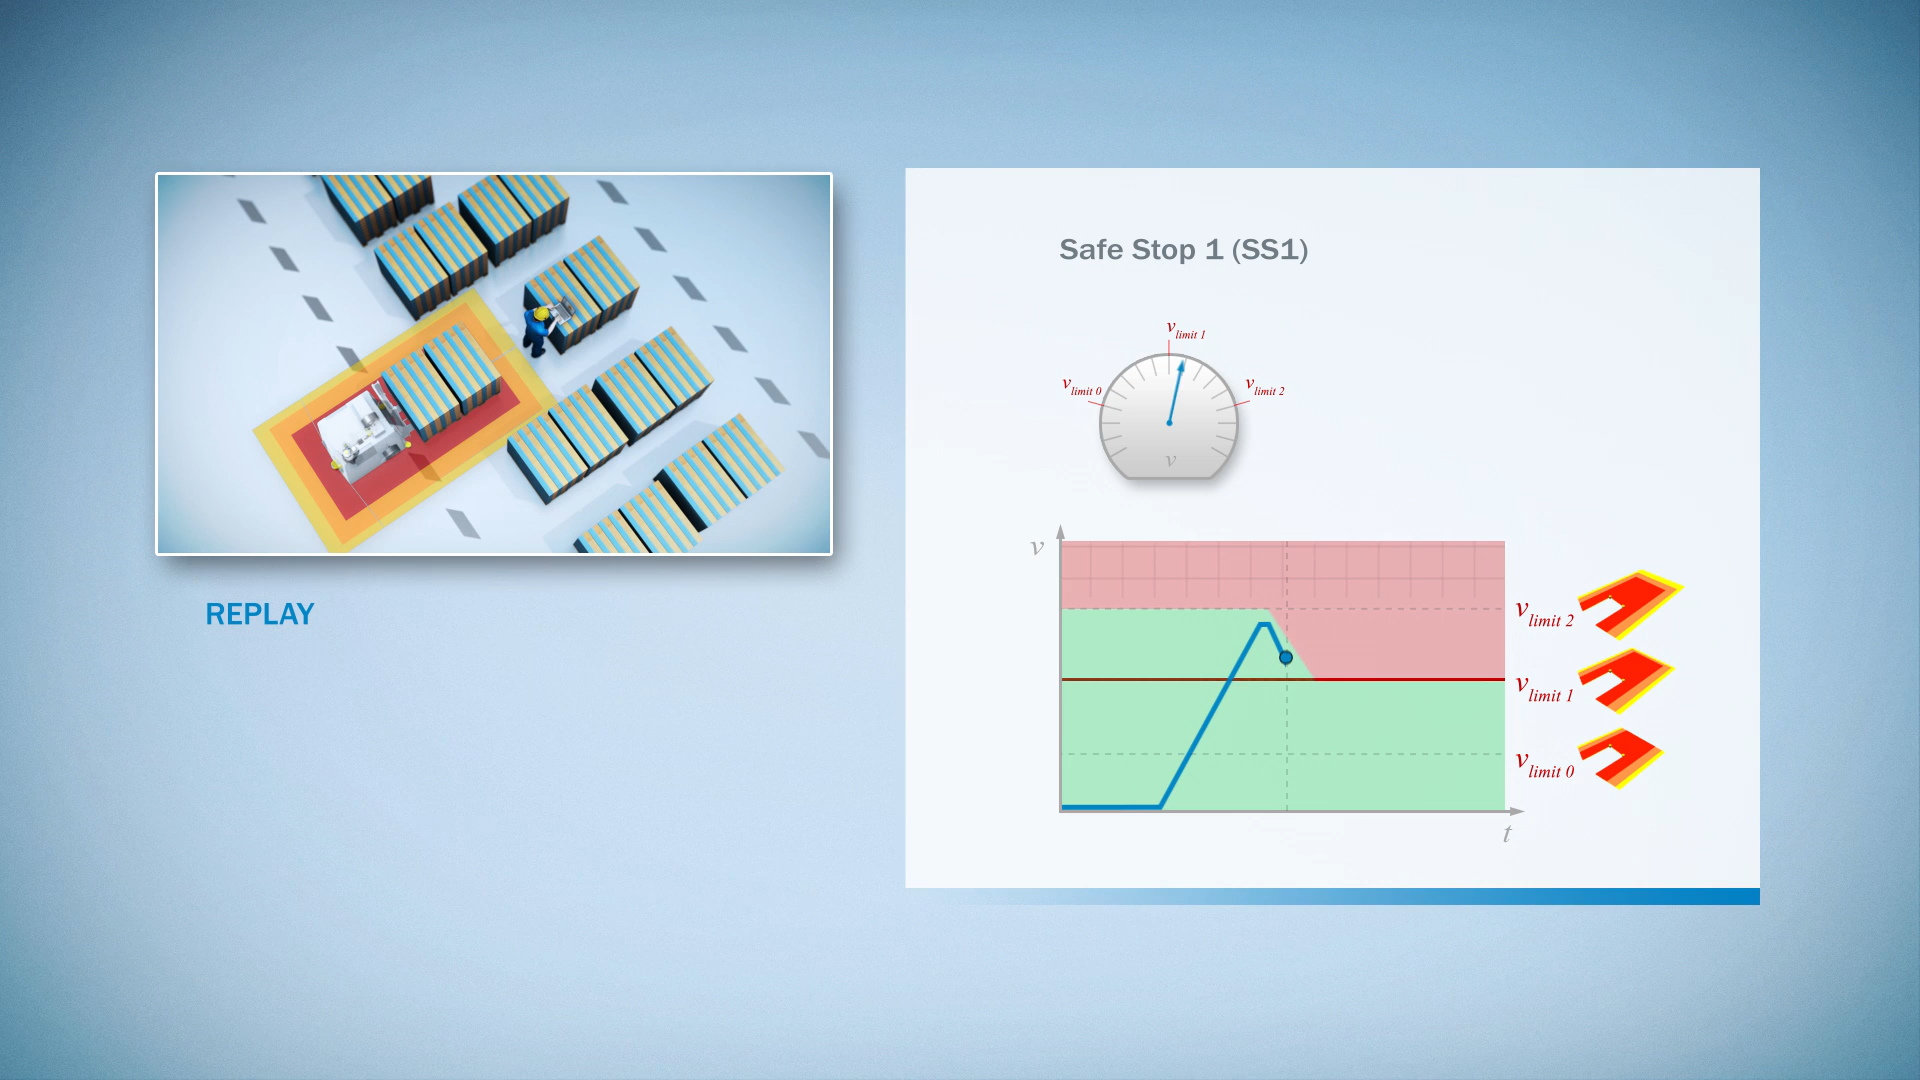 Safe Stop 1 (SS1)
v limit 1
v limit 0
v limit 2
v
v
v limit 2
v limit 1
v limit 0
t
REPLAY